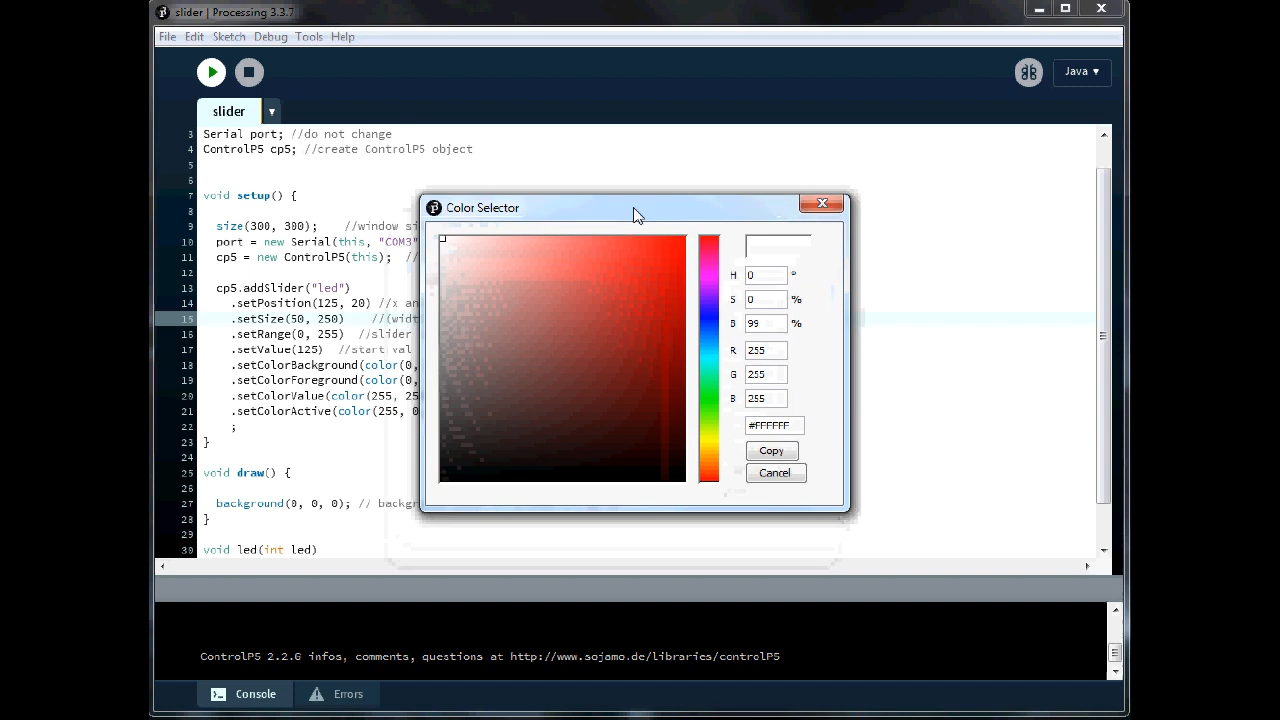 slider | Processing 3.3.7
File Edit Sketch Debug Tools Help
Java ▾
slider ▾
3 Serial port; //do not change
4 ControlP5 cp5; //create ControlP5 object
5
6
7 void setup() {
8
9 size(300, 300); //window si
10 port = new Serial(this, "COM3"
11 cp5 = new ControlP5(this); //
12
13 cp5.addSlider("led")
14 .setPosition(125, 20) //x an
15 .setSize(50, 250) //(widt
16 .setRange(0, 255) //slider
17 .setValue(125) //start val
18 .setColorBackground(color(0,
19 .setColorForeground(color(0,
20 .setColorValue(color(255, 25
21 .setColorActive(color(255, 0
22 ;
23 }
24
25 void draw() {
26
27 background(0, 0, 0); // backgr
28 }
29
30 void led(int led)
Color Selector
H 0 °
S 0 %
B 99 %
R 255
G 255
B 255
#FFFFFF
Copy
Cancel
ControlP5 2.2.6 infos, comments, questions at http://www.sojamo.de/libraries/controlP5
Console Errors